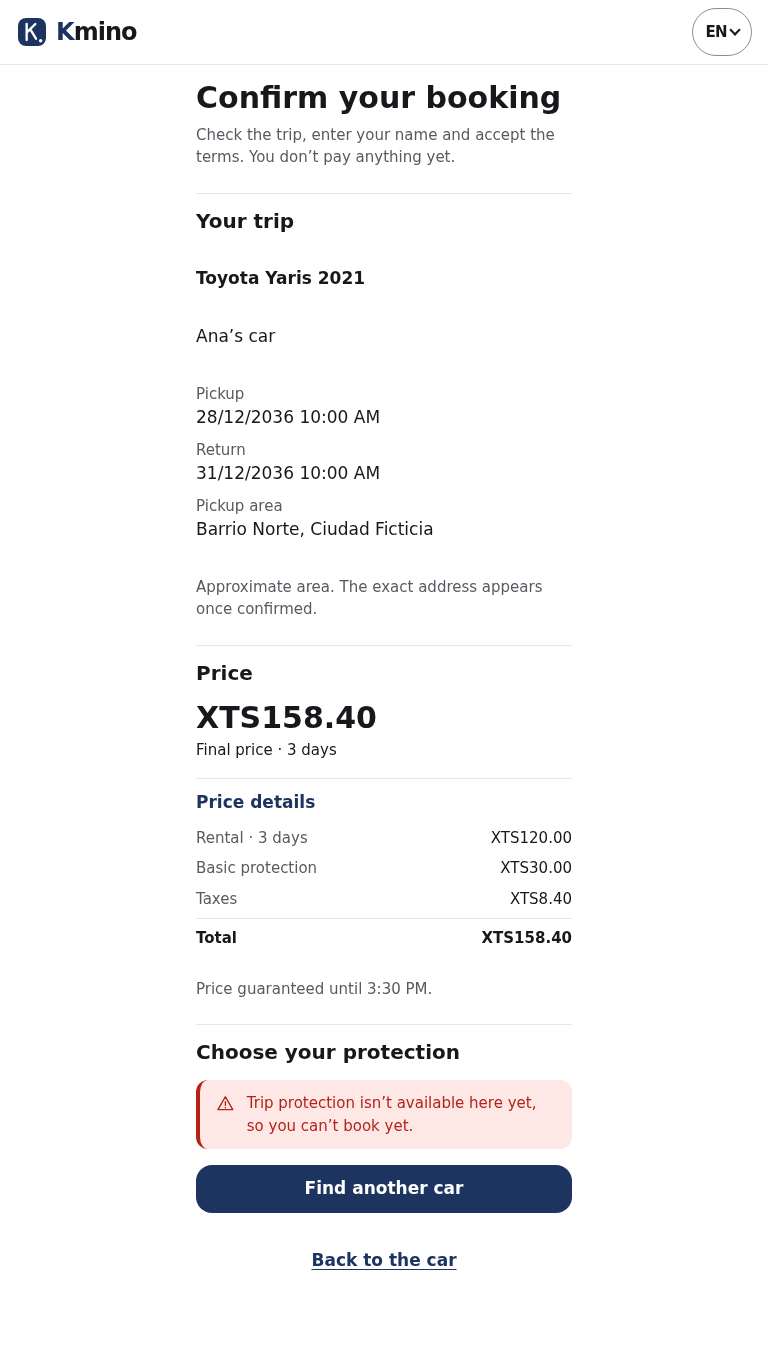 K. Kmino
EN
Confirm your booking
Check the trip, enter your name and accept the
terms. You don’t pay anything yet.
Your trip
Toyota Yaris 2021
Ana’s car
Pickup
28/12/2036 10:00 AM
Return
31/12/2036 10:00 AM
Pickup area
Barrio Norte, Ciudad Ficticia
Approximate area. The exact address appears
once confirmed.
Price
XTS158.40
Final price · 3 days
Price details
Rental · 3 days XTS120.00
Basic protection XTS30.00
Taxes XTS8.40
Total XTS158.40
Price guaranteed until 3:30 PM.
Choose your protection
Trip protection isn’t available here yet,
so you can’t book yet.
Find another car
Back to the car